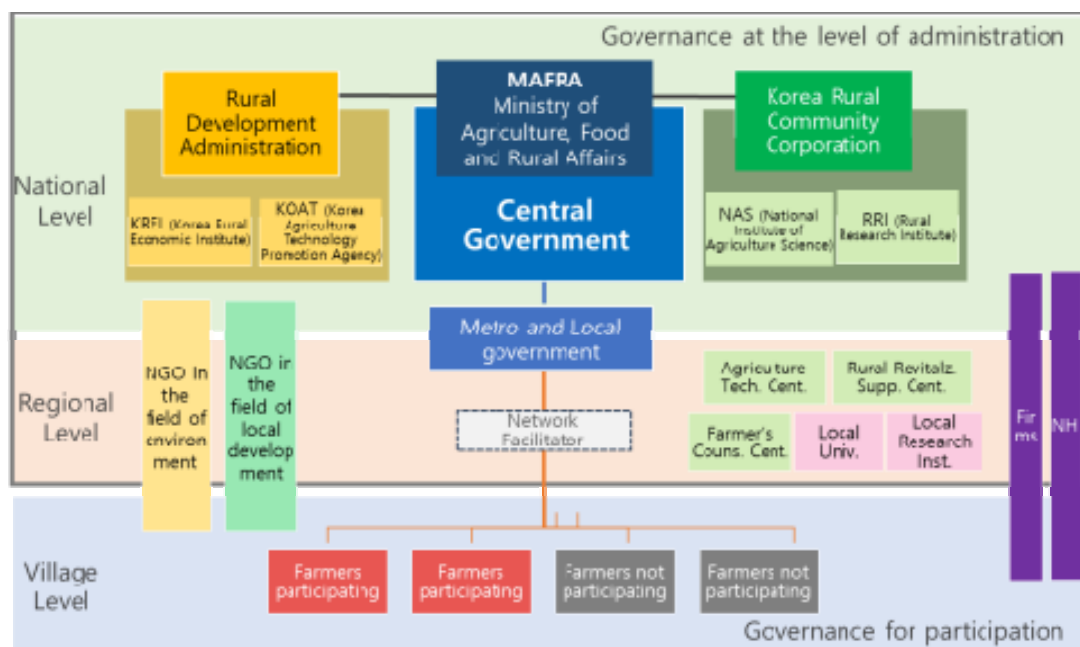 Governance at the level of administration
MAFRA
Ministry of
Agriculture, Food
and Rural Affairs
Rural
Development
Administration
Korea Rural
Community
Corporation
National
Level
KREI (Korea Rural
Economic Institute)
KOAT (Korea
Agriculture
Technology
Promotion Agency)
Central
Government
NAS (National
Institute of
Agriculture Science)
RRI (Rural
Research Institute)
Metro and Local
government
NGO in
the
field of
environ
ment
NGO in
the
field of
local
develop
ment
Regional
Level
Network
Facilitator
Agriculture
Tech. Cent.
Rural Revitalz.
Supp. Cent.
Farmer's
Couns. Cent.
Local
Univ.
Local
Research
Inst.
Fir
ms
NH
Village
Level
Farmers
participating
Farmers
participating
Farmers not
participating
Farmers not
participating
Governance for participation